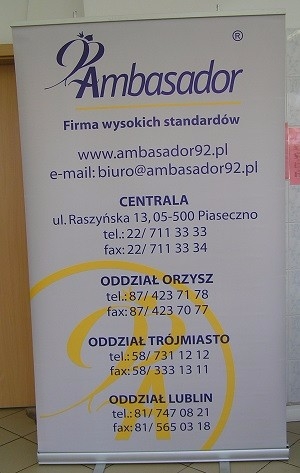 92 Ambasador ®
Firma wysokich standardów
www.ambasador92.pl
e-mail: biuro@ambasador92.pl
CENTRALA
ul. Raszyńska 13, 05-500 Piaseczno
tel.: 22/ 711 33 33
fax: 22/ 711 33 34
ODDZIAŁ ORZYSZ
tel.: 87/ 423 71 78
fax: 87/ 423 70 77
ODDZIAŁ TRÓJMIASTO
tel.: 58/ 731 12 12
fax: 58/ 333 13 11
ODDZIAŁ LUBLIN
tel.: 81/ 747 08 21
fax: 81/ 565 03 18